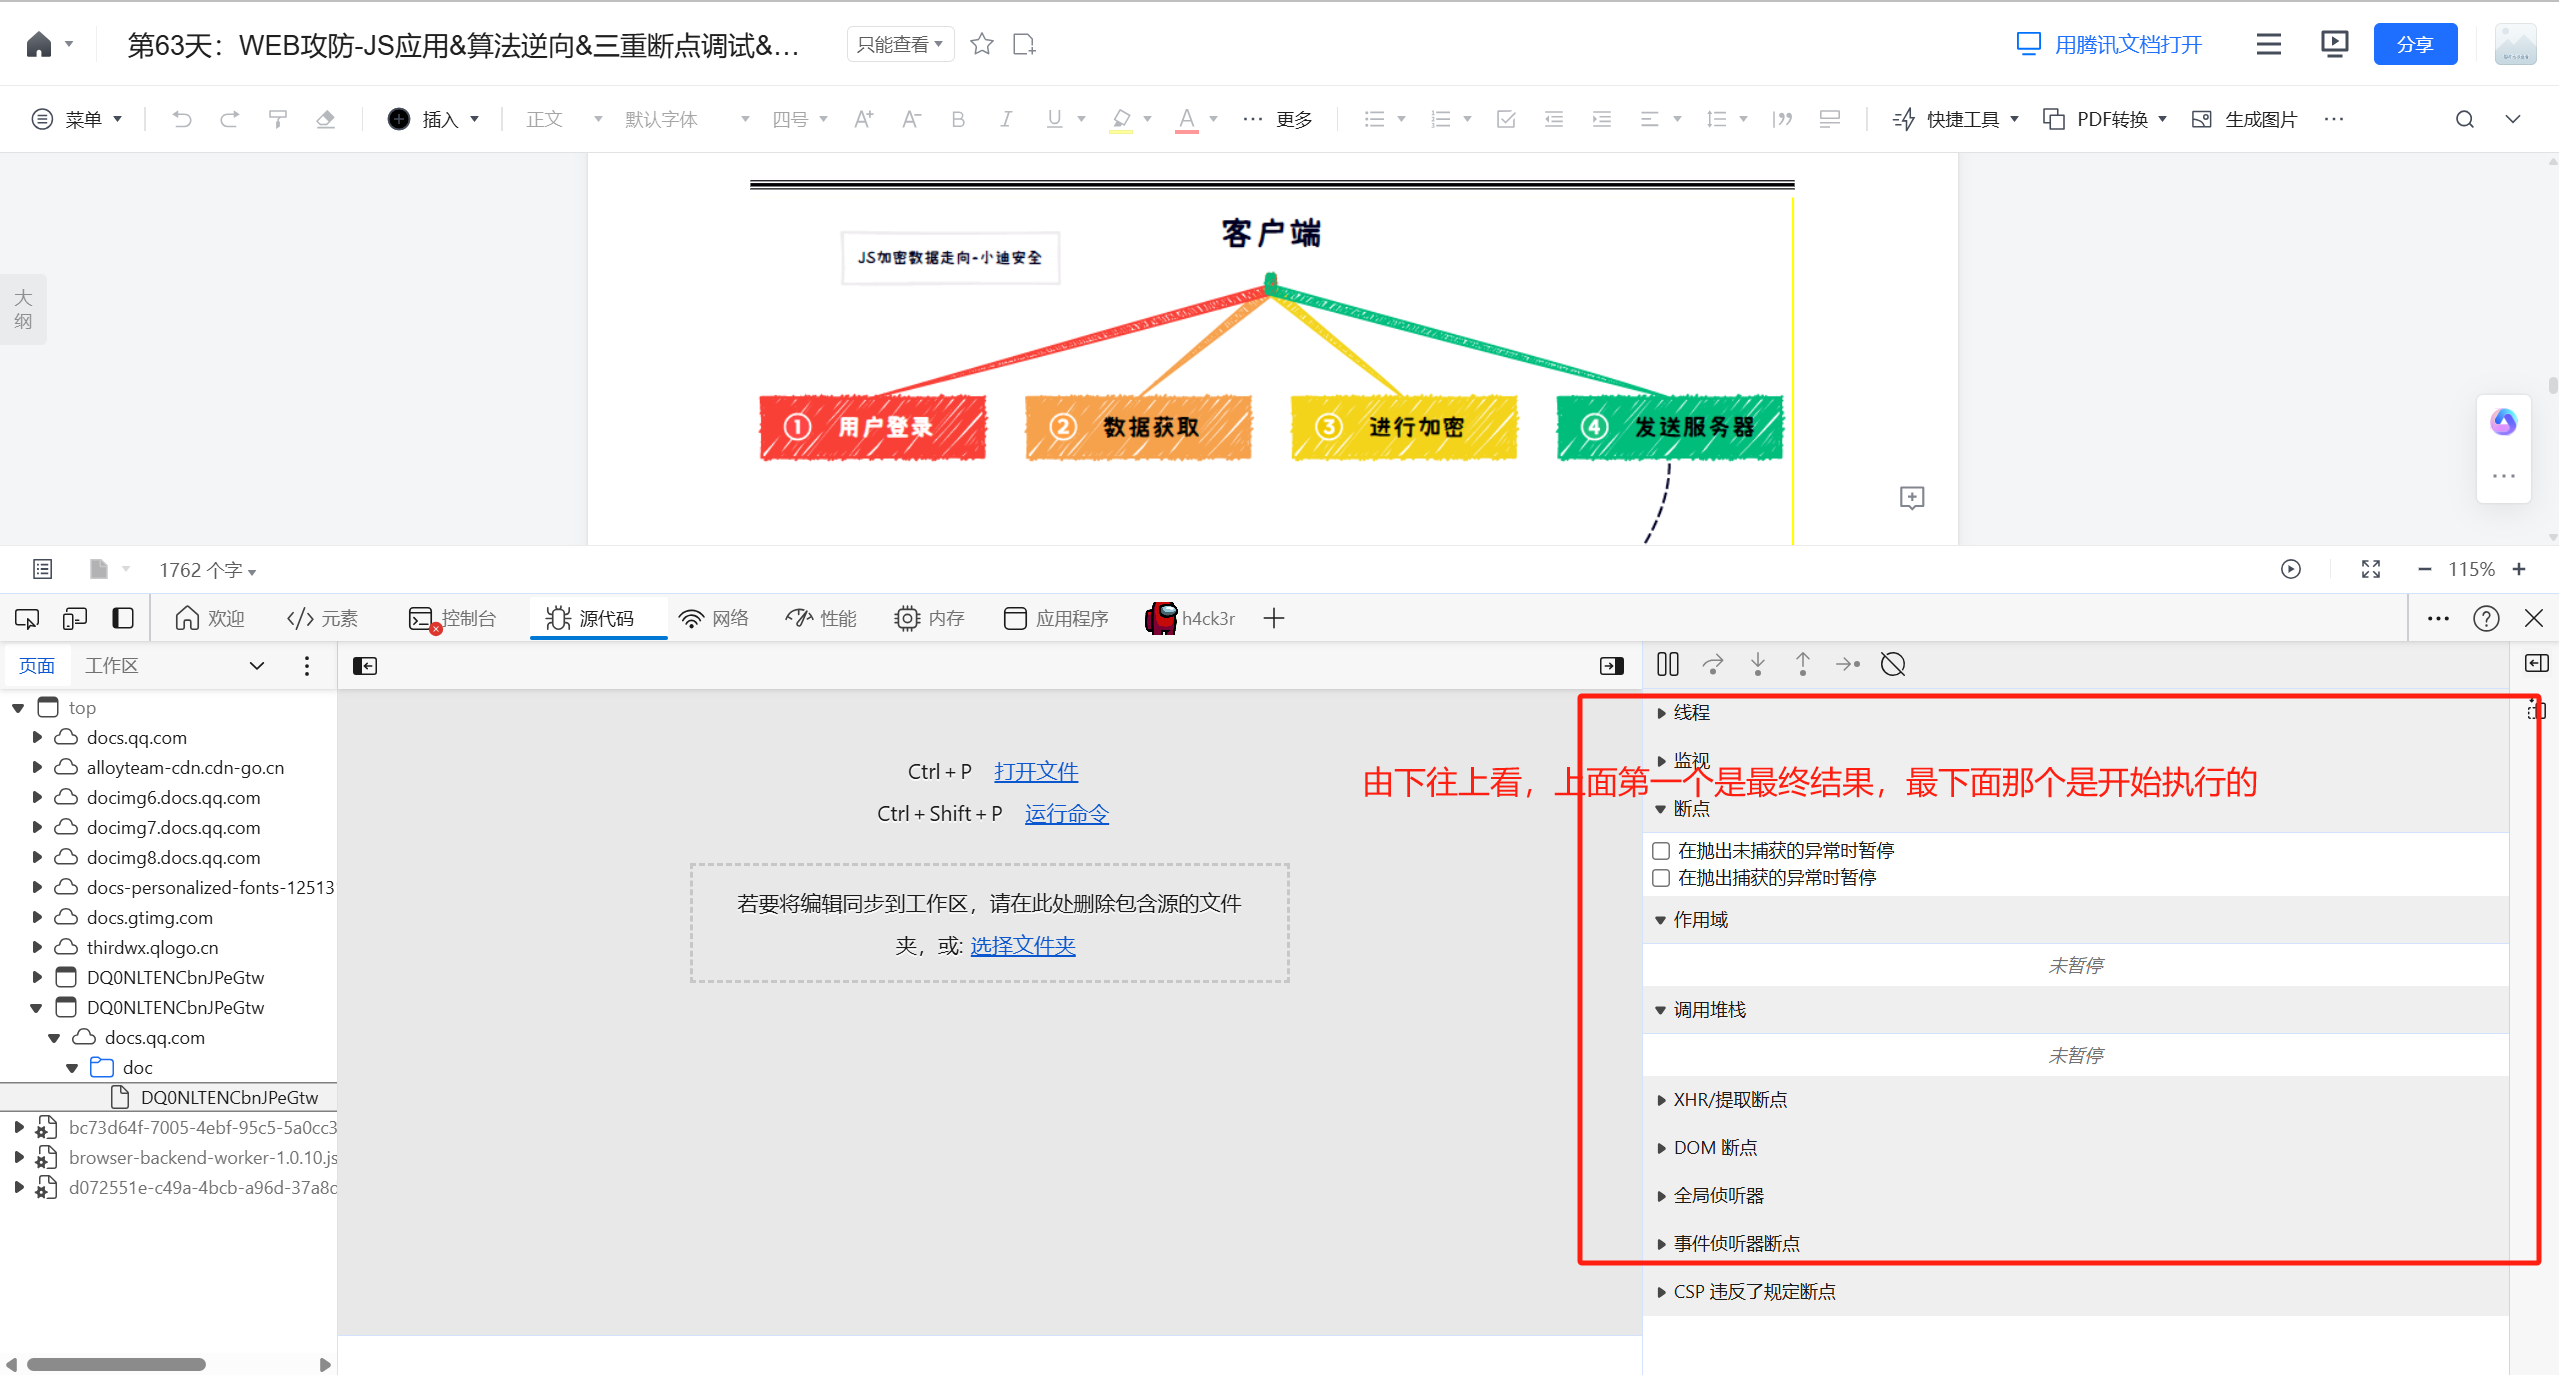 第63天：WEB攻防-JS应用&算法逆向&三重断点调试&...
只能查看
用腾讯文档打开
分享
菜单
插入
正文
默认字体
四号
更多
快捷工具
PDF转换
生成图片
大纲
客户端
JS加密数据走向-小迪安全
① 用户登录
② 数据获取
③ 进行加密
④ 发送服务器
1762 个字
115%
欢迎
元素
控制台
源代码
网络
性能
内存
应用程序
h4ck3r
页面
工作区
top
docs.qq.com
alloyteam-cdn.cdn-go.cn
docimg6.docs.qq.com
docimg7.docs.qq.com
docimg8.docs.qq.com
docs-personalized-fonts-12513
docs.gtimg.com
thirdwx.qlogo.cn
DQ0NLTENCbnJPeGtw
DQ0NLTENCbnJPeGtw
docs.qq.com
doc
DQ0NLTENCbnJPeGtw
bc73d64f-7005-4ebf-95c5-5a0cc3
browser-backend-worker-1.0.10.js
d072551e-c49a-4bcb-a96d-37a8c
Ctrl + P 打开文件
Ctrl + Shift + P 运行命令
若要将编辑同步到工作区，请在此处删除包含源的文件
夹，或: 选择文件夹
线程
监视
由下往上看，上面第一个是最终结果，最下面那个是开始执行的
断点
在抛出未捕获的异常时暂停
在抛出捕获的异常时暂停
作用域
未暂停
调用堆栈
未暂停
XHR/提取断点
DOM 断点
全局侦听器
事件侦听器断点
CSP 违反了规定断点